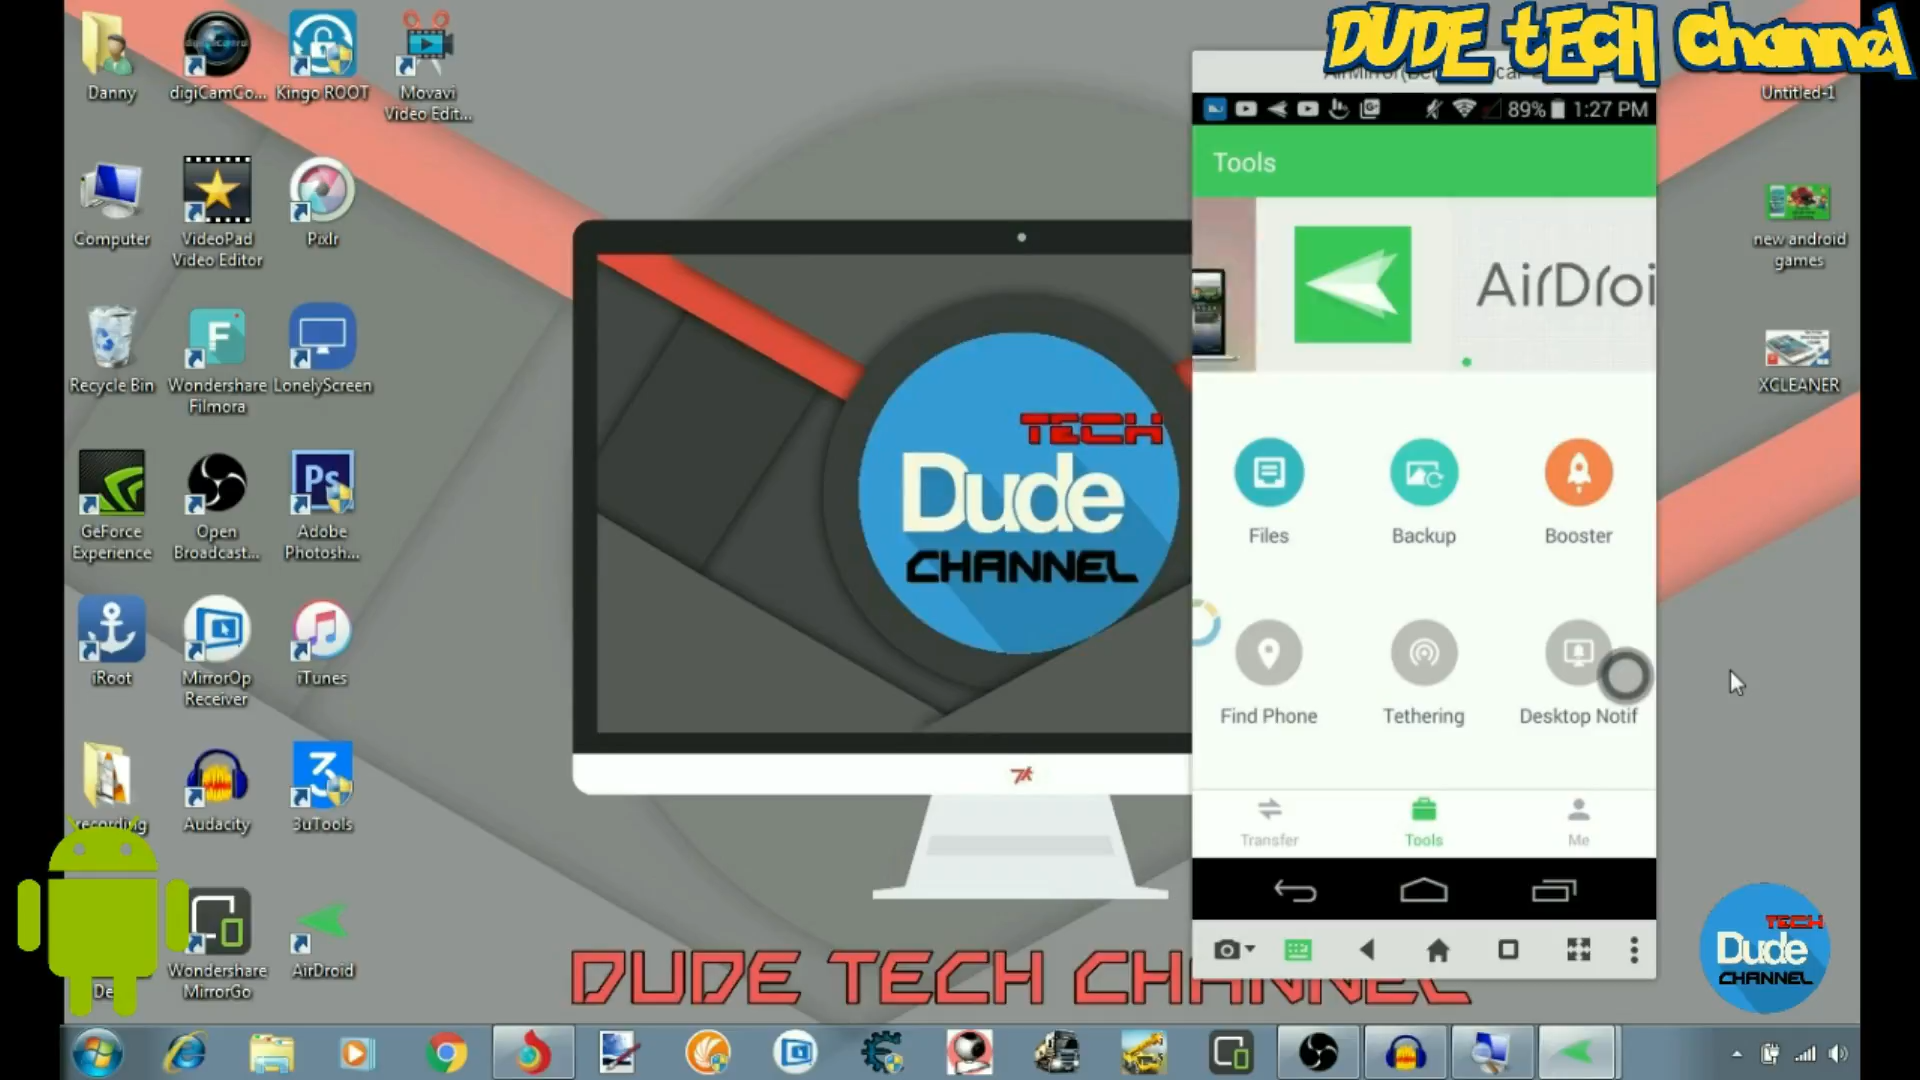 DUDE tECH Channel
Danny
digiCamCo...
Kingo ROOT
Movavi
Video Edit...
Untitled-1
89%
1:27 PM
Tools
Computer
VideoPad
Video Editor
Pixlr
new android
games
AirDroi
Recycle Bin
Wondershare
Filmora
LonelyScreen
XCLEANER
TECH
Dude
CHANNEL
GeForce
Experience
Open
Broadcast...
Ps
Adobe
Photosh...
Files
Backup
Booster
iRoot
MirrorOp
Receiver
iTunes
Find Phone
Tethering
Desktop Notif
recording
Audacity
3uTools
Transfer
Tools
Me
Wondershare
MirrorGo
AirDroid
DUDE TECH CHANNEL
TECH
Dude
CHANNEL